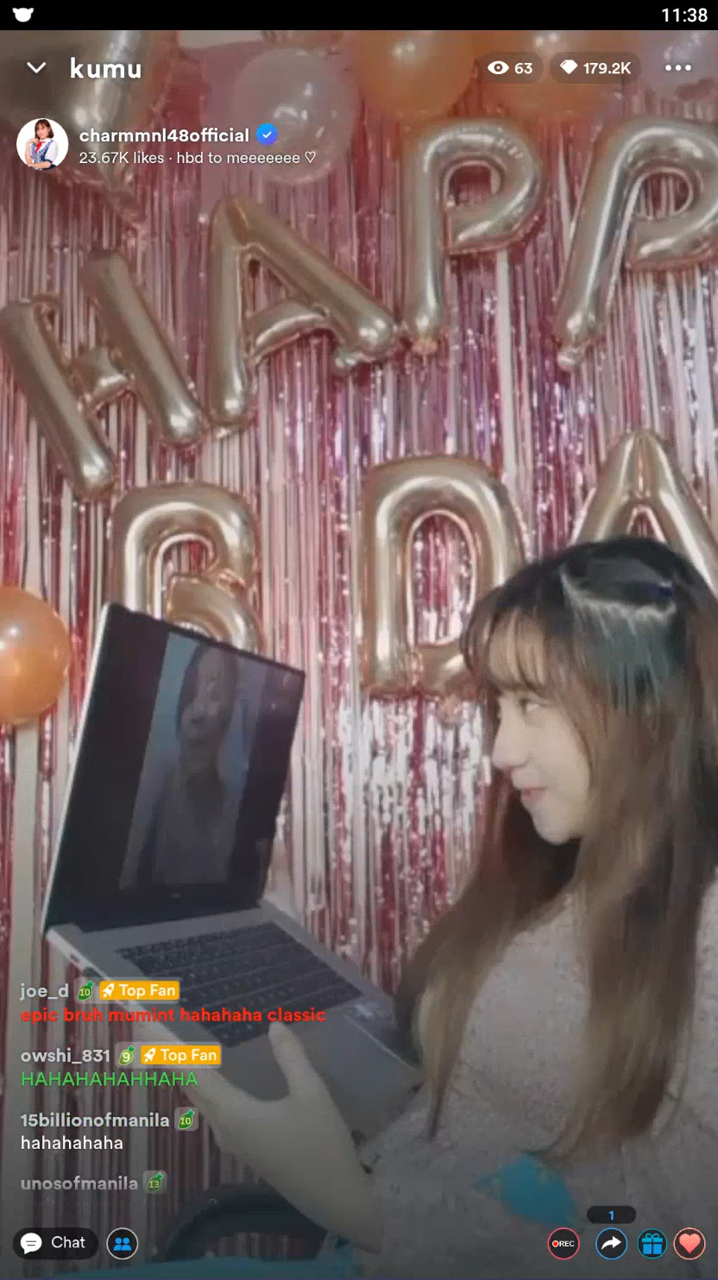 11:38
kumu
63
179.2K
charmmnl48official
23.67K likes · hbd to meeeeeee ♡
HAPP
BDA
joe_d 10 Top Fan
epic bruh mumint hahahaha classic
owshi_831 9 Top Fan
HAHAHAHAHHAHA
15billionofmanila 10
hahahahaha
unosofmanila 13
1
Chat
REC